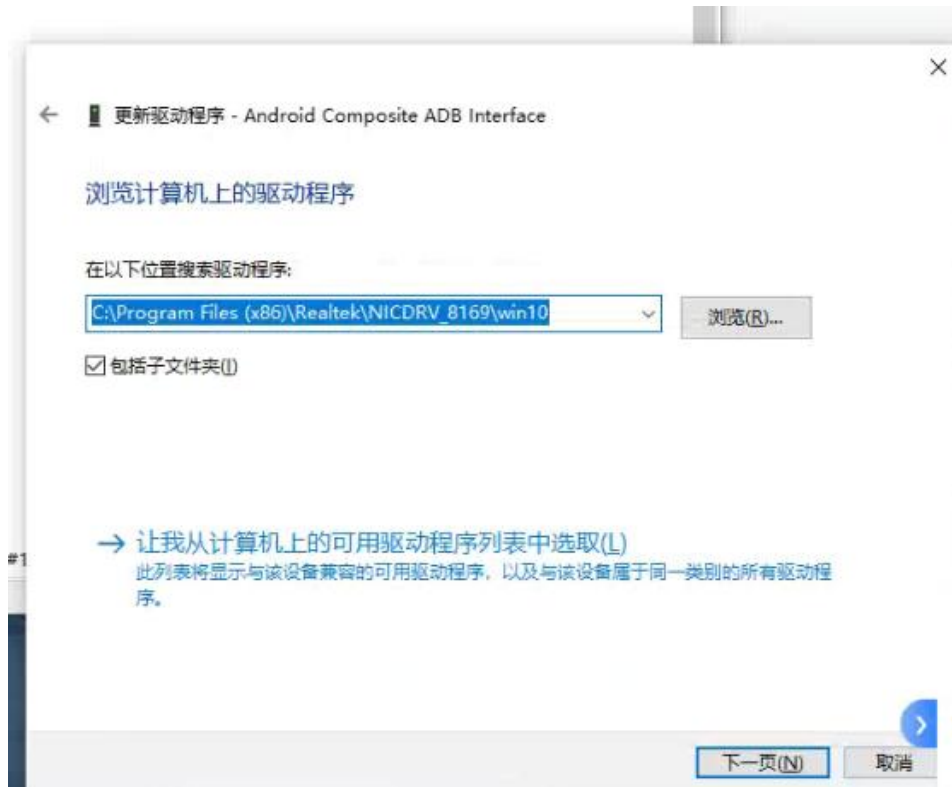 更新驱动程序 - Android Composite ADB Interface
浏览计算机上的驱动程序
在以下位置搜索驱动程序:
C:\Program Files (x86)\Realtek\NICDRV_8169\win10
浏览(R)...
包括子文件夹(I)
#1
让我从计算机上的可用驱动程序列表中选取(L)
此列表将显示与该设备兼容的可用驱动程序，以及与该设备属于同一类别的所有驱动程
序。
下一页(N)
取消